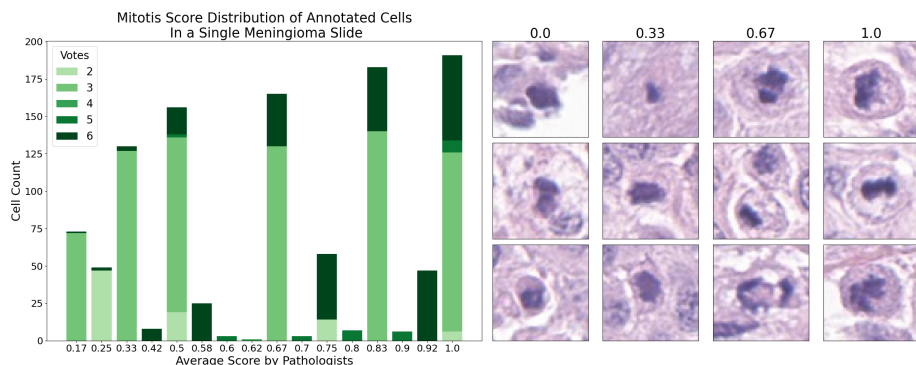 Mitotis Score Distribution of Annotated Cells
In a Single Meningioma Slide
Cell Count
200
175
150
125
100
75
50
25
0
Votes
2
3
4
5
6
0.17 0.25 0.33 0.42 0.5 0.58 0.6 0.62 0.67 0.7 0.75 0.8 0.83 0.9 0.92 1.0
Average Score by Pathologists
0.0 0.33 0.67 1.0